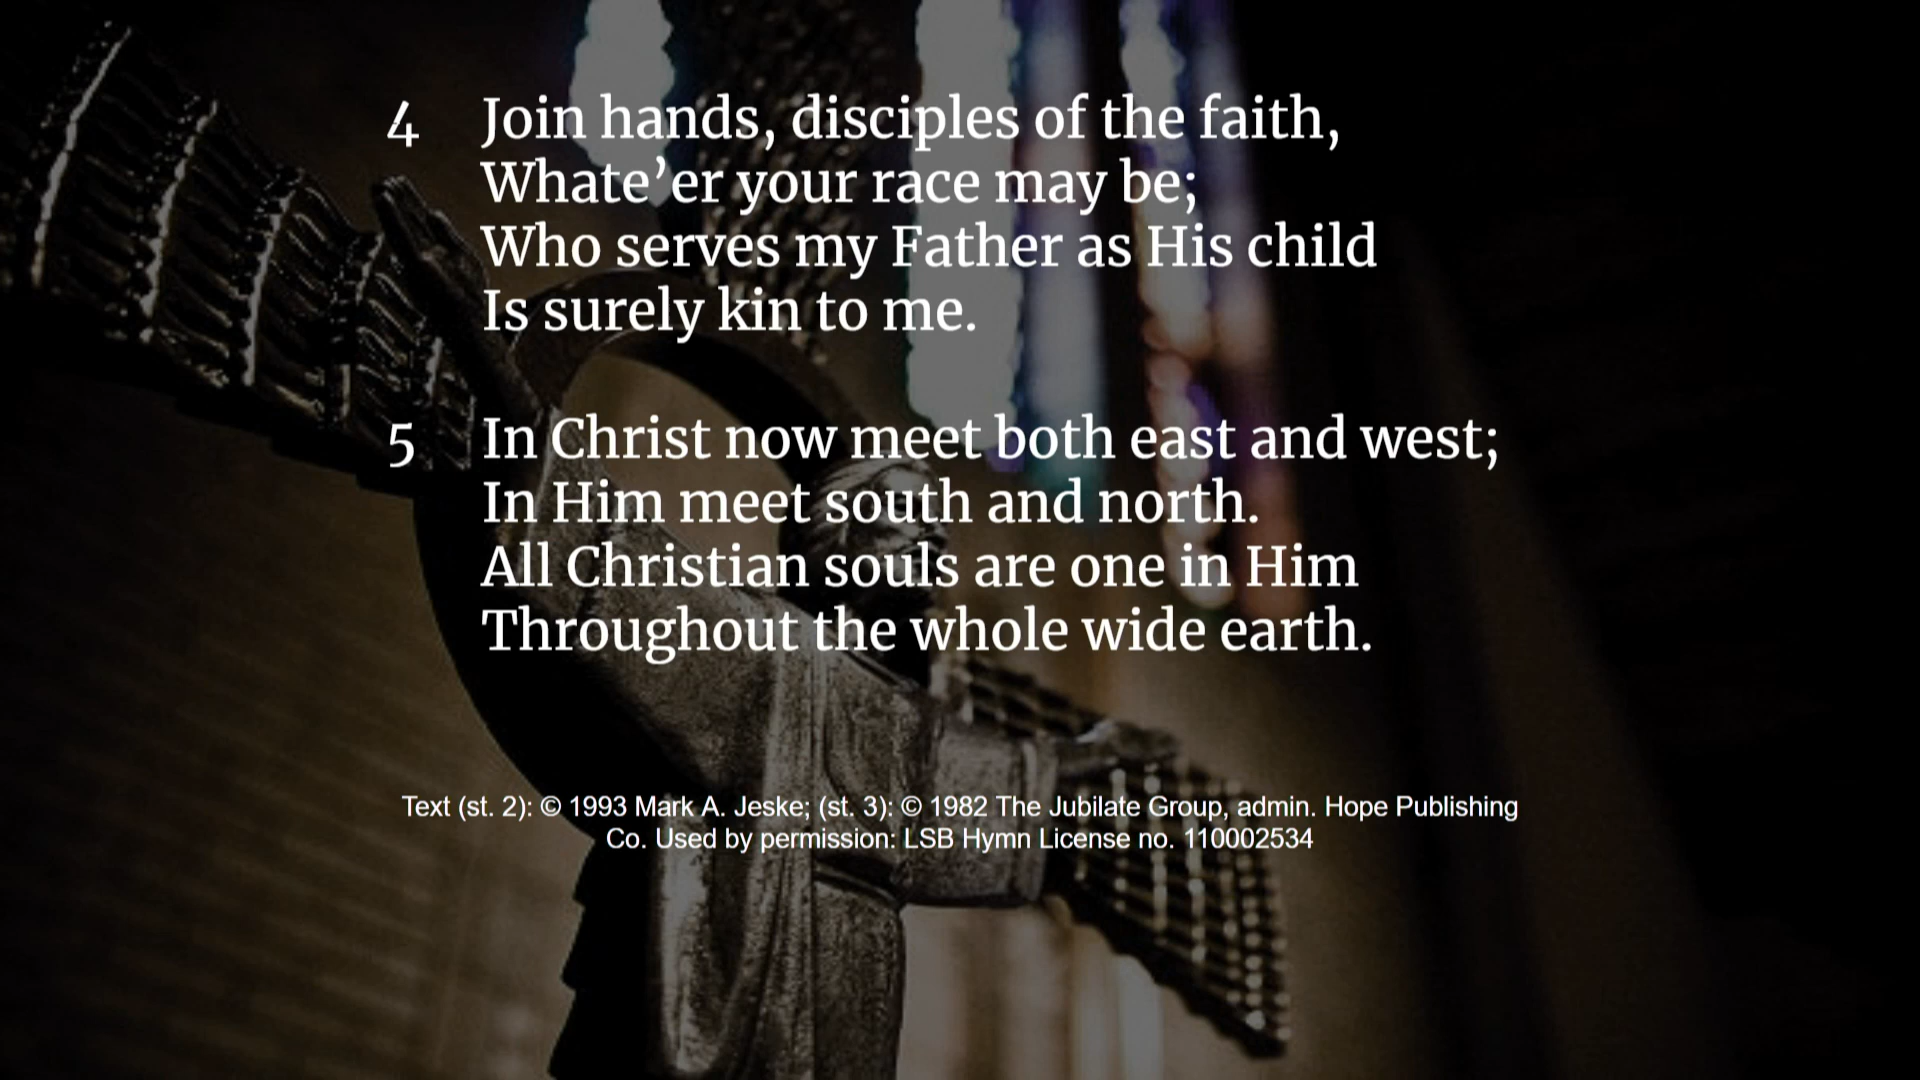 4 Join hands, disciples of the faith,
Whate’er your race may be;
Who serves my Father as His child
Is surely kin to me.
5 In Christ now meet both east and west;
In Him meet south and north.
All Christian souls are one in Him
Throughout the whole wide earth.
Text (st. 2): © 1993 Mark A. Jeske; (st. 3): © 1982 The Jubilate Group, admin. Hope Publishing
Co. Used by permission: LSB Hymn License no. 110002534